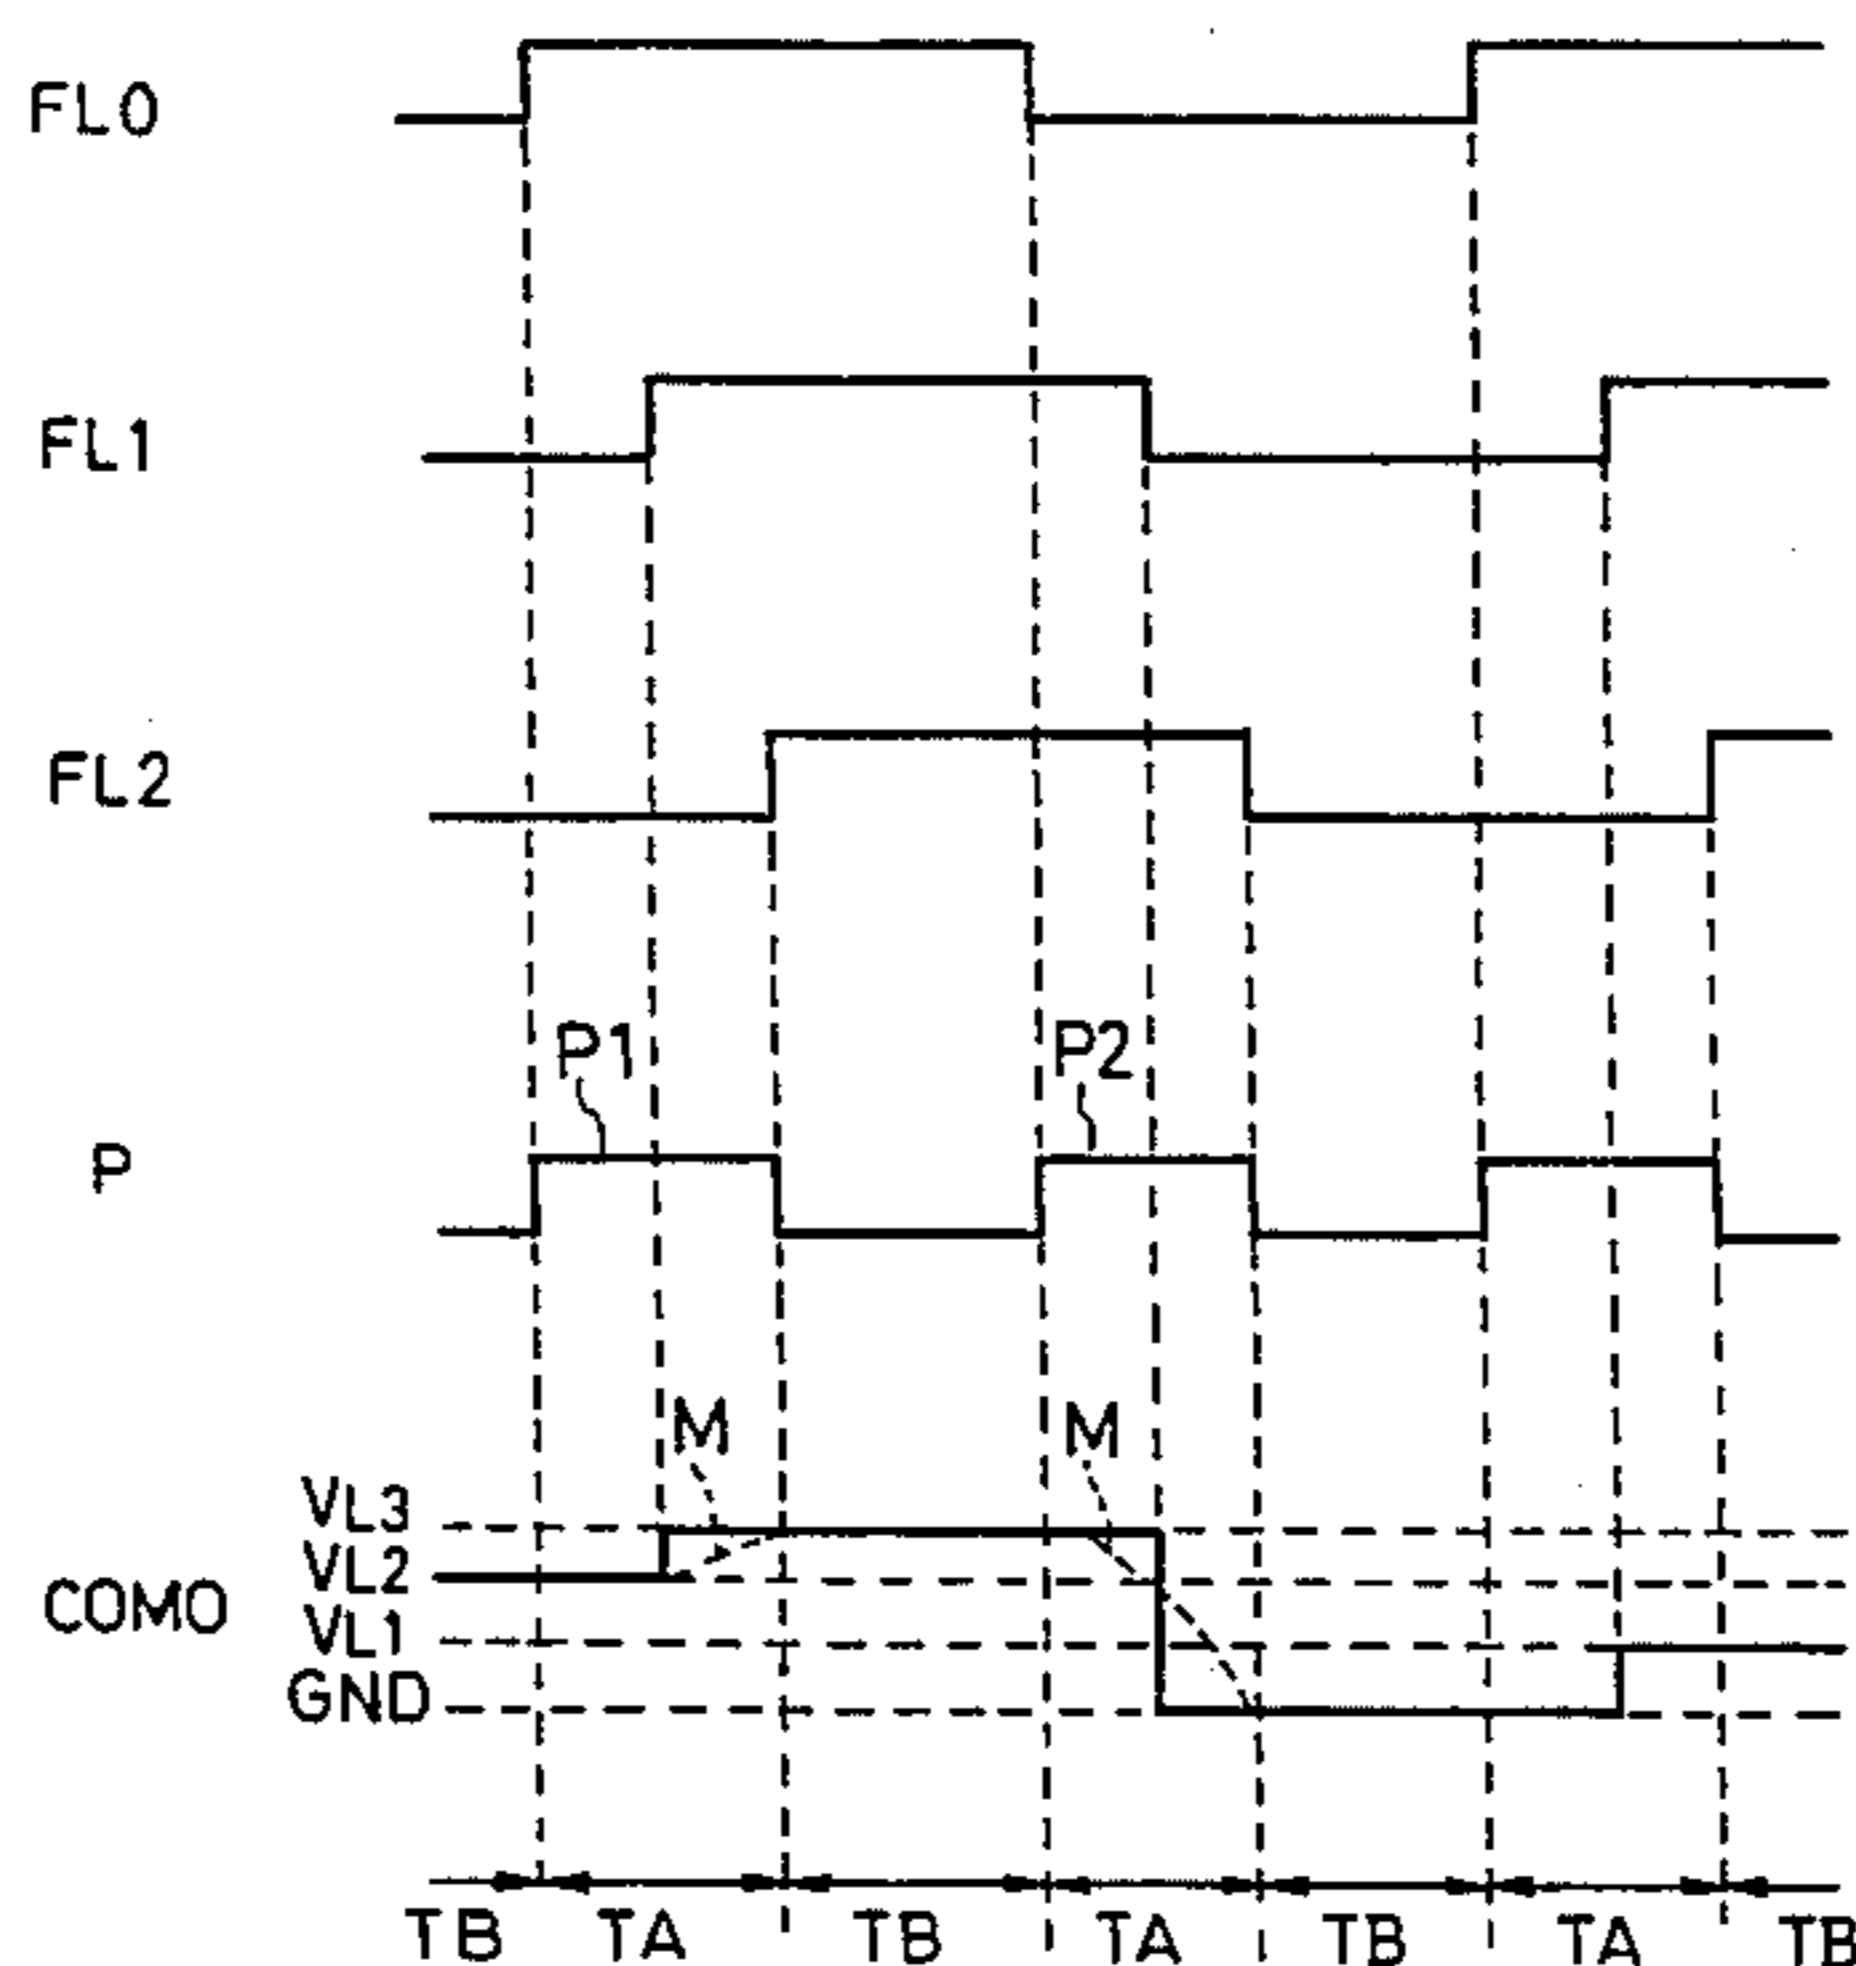 FL0
FL1
FL2
P1 P2
P
M M
VL3
VL2
COM0
VL1
GND
TB TA TB TA TB TA TB